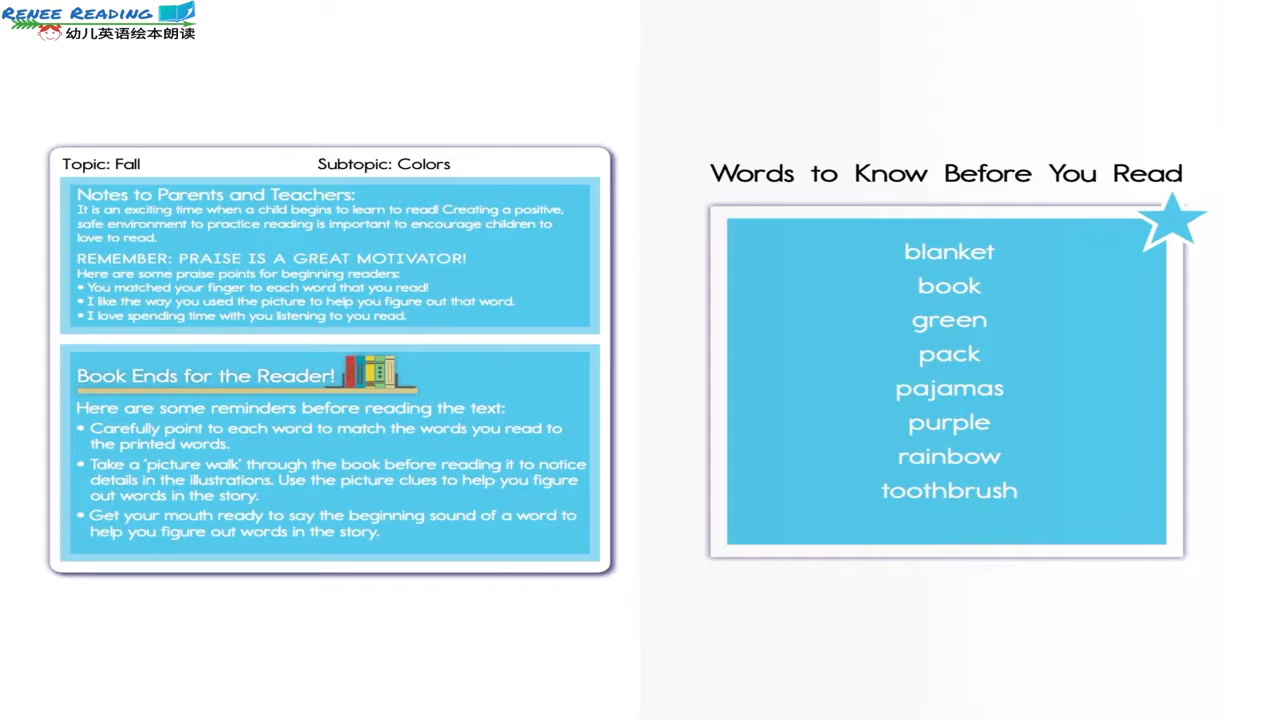 RENEE READING
幼儿英语绘本朗读
Topic: Fall
Subtopic: Colors
Notes to Parents and Teachers:
It is an exciting time when a child begins to learn to read! Creating a positive,
safe environment to practice reading is important to encourage children to
love to read.
REMEMBER: PRAISE IS A GREAT MOTIVATOR!
Here are some praise points for beginning readers:
• You matched your finger to each word that you read!
• I like the way you used the picture to help you figure out that word.
• I love spending time with you listening to you read.
Book Ends for the Reader!
Here are some reminders before reading the text:
• Carefully point to each word to match the words you read to
the printed words.
• Take a 'picture walk' through the book before reading it to notice
details in the illustrations. Use the picture clues to help you figure
out words in the story.
• Get your mouth ready to say the beginning sound of a word to
help you figure out words in the story.
Words to Know Before You Read
blanket
book
green
pack
pajamas
purple
rainbow
toothbrush